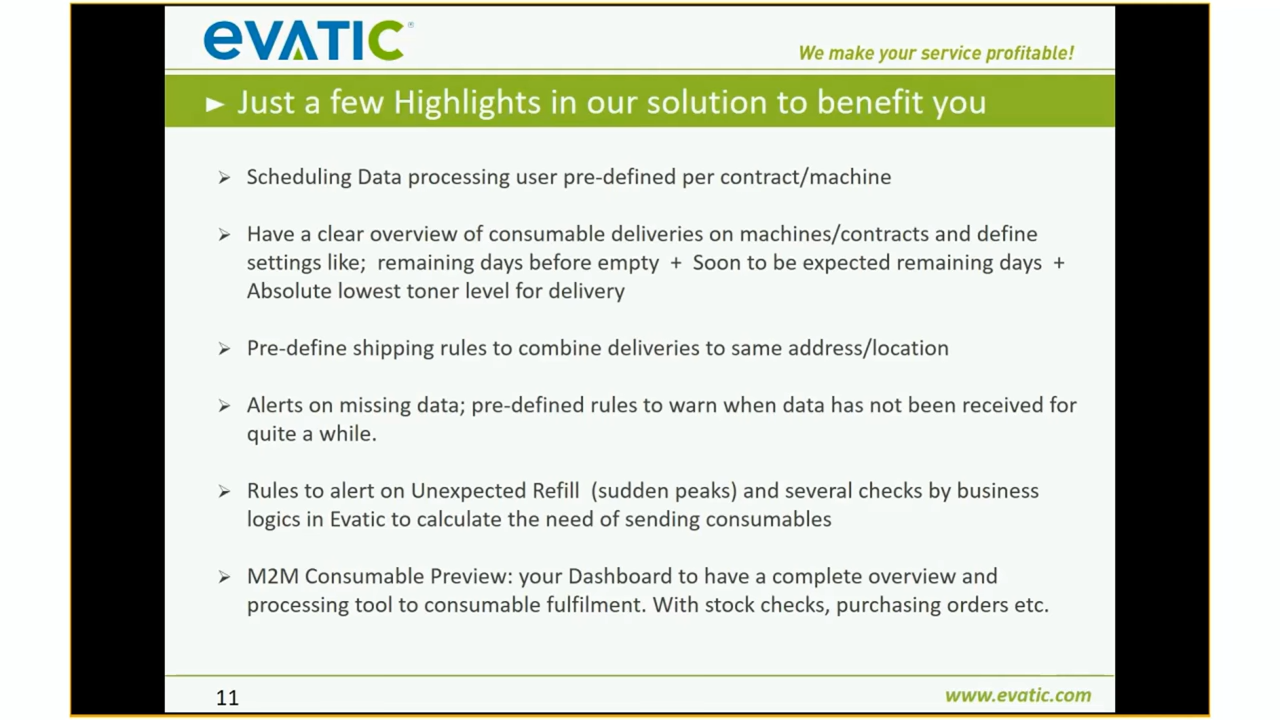 eVATIC®
We make your service profitable!
► Just a few Highlights in our solution to benefit you
➢ Scheduling Data processing user pre-defined per contract/machine
➢ Have a clear overview of consumable deliveries on machines/contracts and define
settings like;  remaining days before empty  +  Soon to be expected remaining days  +
Absolute lowest toner level for delivery
➢ Pre-define shipping rules to combine deliveries to same address/location
➢ Alerts on missing data; pre-defined rules to warn when data has not been received for
quite a while.
➢ Rules to alert on Unexpected Refill  (sudden peaks) and several checks by business
logics in Evatic to calculate the need of sending consumables
➢ M2M Consumable Preview: your Dashboard to have a complete overview and
processing tool to consumable fulfilment. With stock checks, purchasing orders etc.
11
www.evatic.com